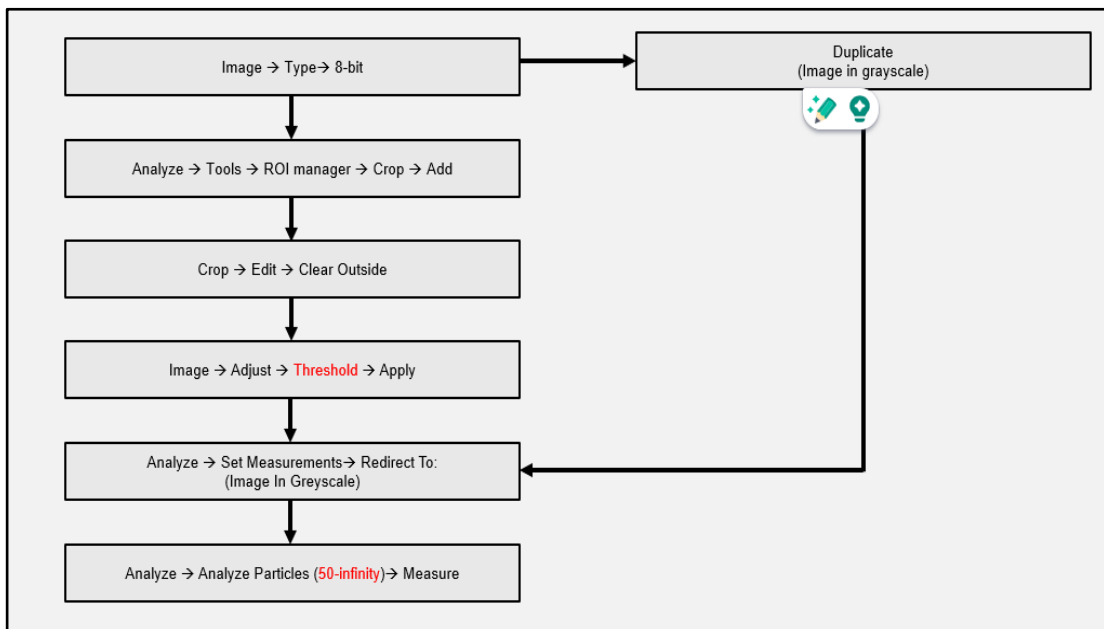 Image → Type→ 8-bit
Duplicate
(Image in grayscale)
Analyze → Tools → ROI manager → Crop → Add
Crop → Edit → Clear Outside
Image → Adjust → Threshold → Apply
Analyze → Set Measurements→ Redirect To:
(Image In Greyscale)
Analyze → Analyze Particles (50-infinity)→ Measure